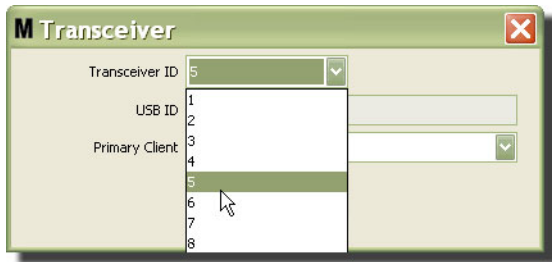 M Transceiver
Transceiver ID 5
1
USB ID
2
Primary Client 3
4
5
6
7
8